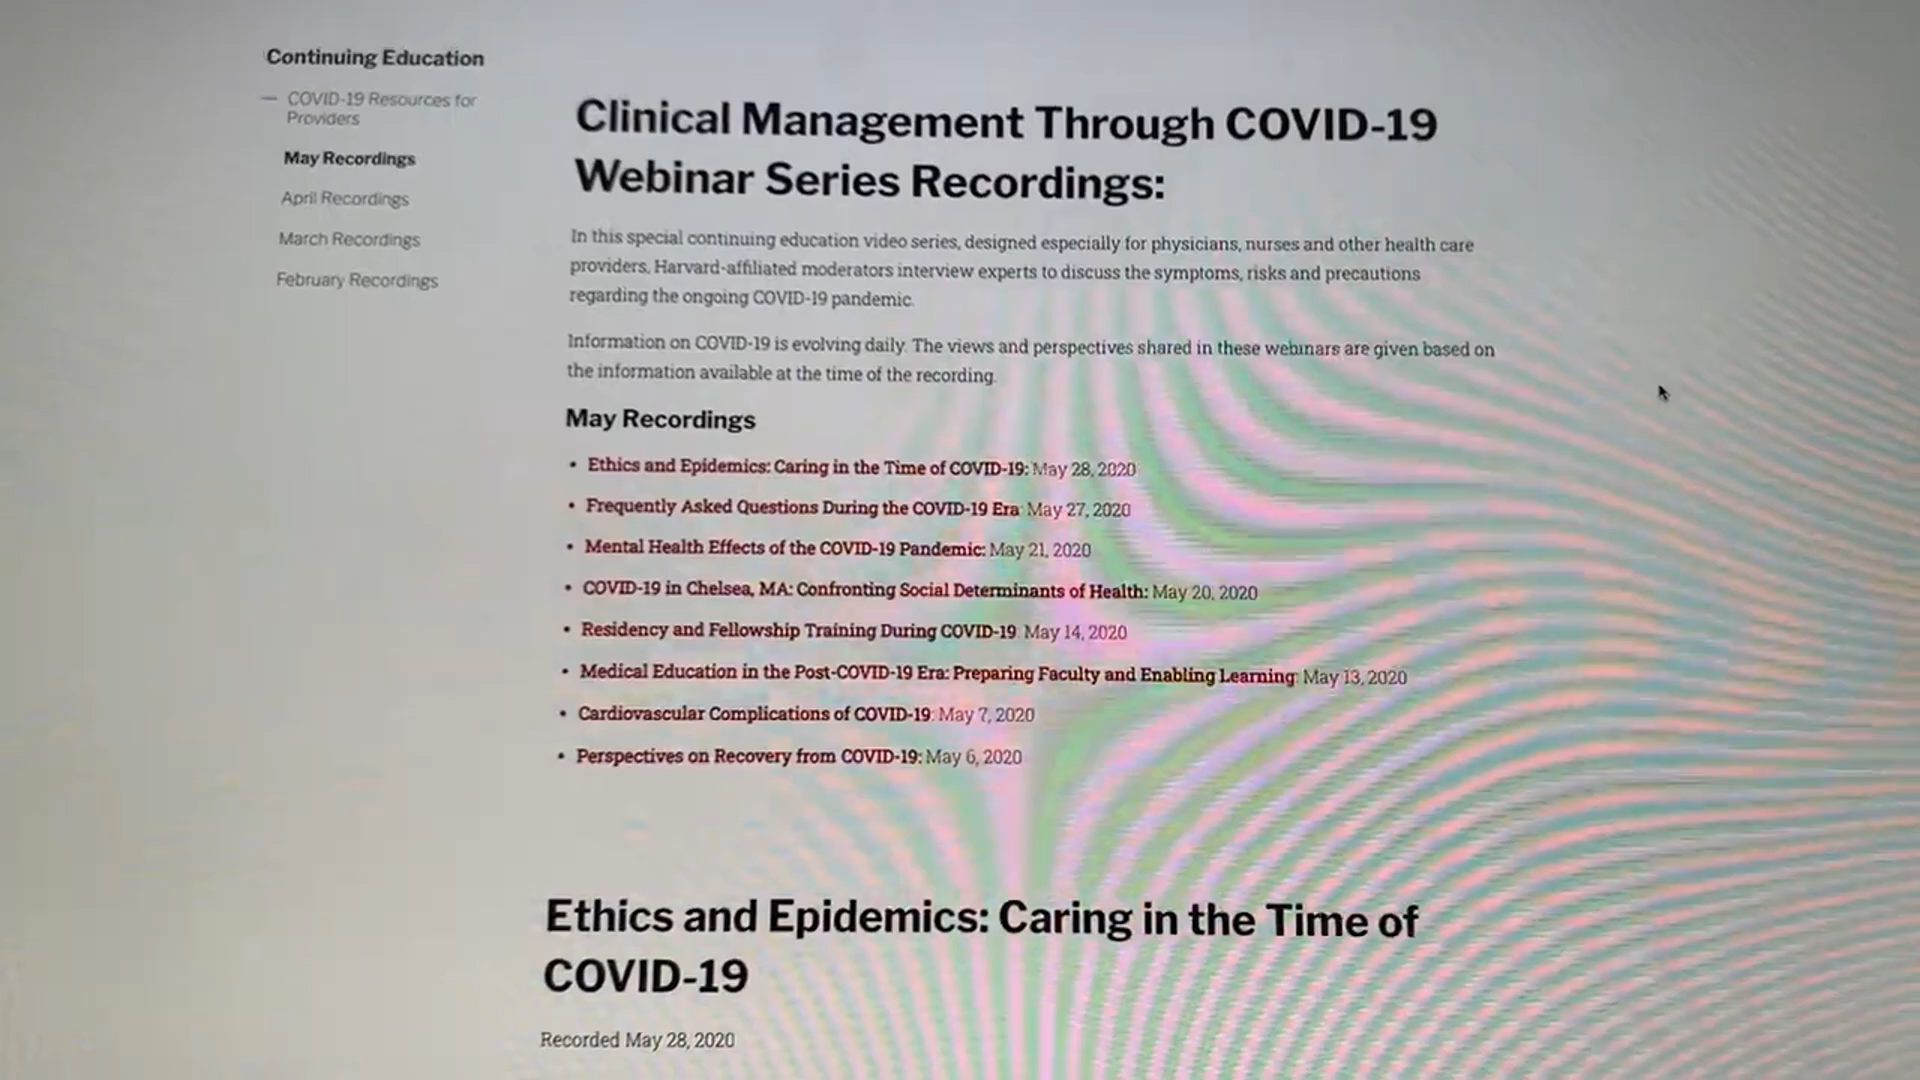 Continuing Education
— COVID-19 Resources for
Providers
May Recordings
April Recordings
March Recordings
February Recordings
Clinical Management Through COVID-19
Webinar Series Recordings:
In this special continuing education video series, designed especially for physicians, nurses and other health care
providers, Harvard-affiliated moderators interview experts to discuss the symptoms, risks and precautions
regarding the ongoing COVID-19 pandemic.
Information on COVID-19 is evolving daily. The views and perspectives shared in these webinars are given based on
the information available at the time of the recording.
May Recordings
• Ethics and Epidemics: Caring in the Time of COVID-19: May 28, 2020
• Frequently Asked Questions During the COVID-19 Era: May 27, 2020
• Mental Health Effects of the COVID-19 Pandemic: May 21, 2020
• COVID-19 in Chelsea, MA: Confronting Social Determinants of Health: May 20, 2020
• Residency and Fellowship Training During COVID-19: May 14, 2020
• Medical Education in the Post-COVID-19 Era: Preparing Faculty and Enabling Learning: May 13, 2020
• Cardiovascular Complications of COVID-19: May 7, 2020
• Perspectives on Recovery from COVID-19: May 6, 2020
Ethics and Epidemics: Caring in the Time of
COVID-19
Recorded May 28, 2020